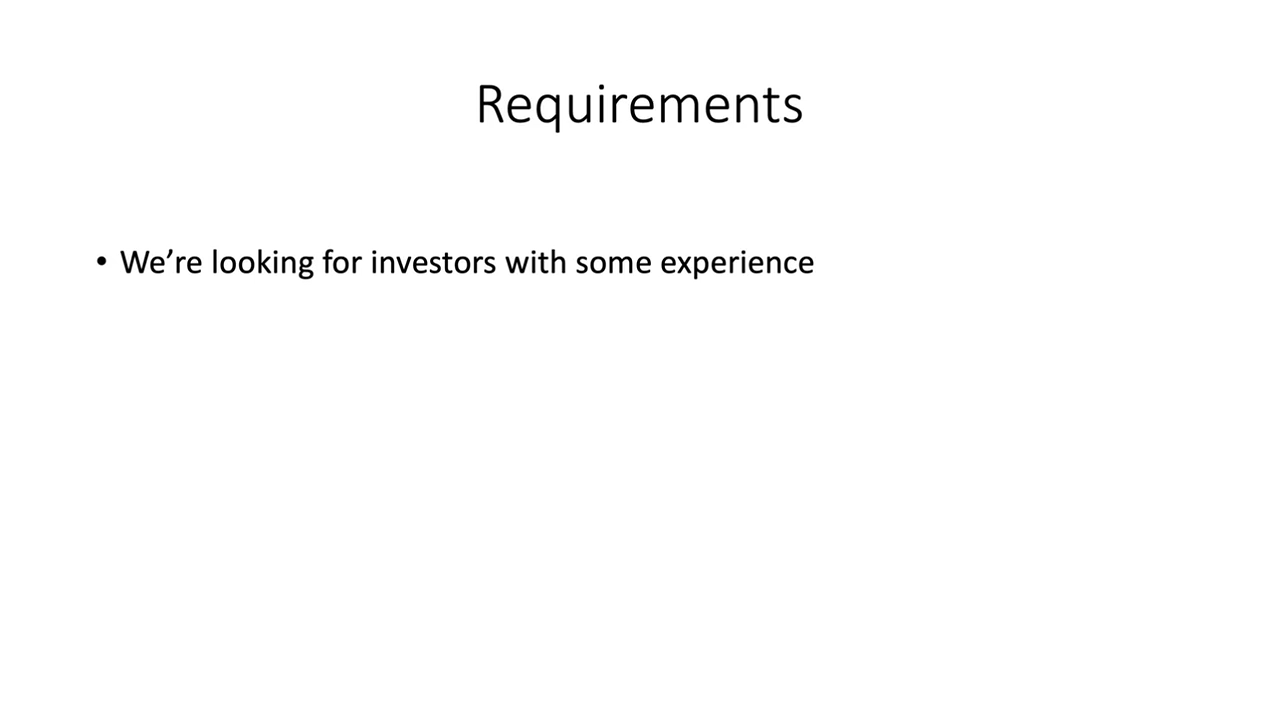 Requirements
• We’re looking for investors with some experience